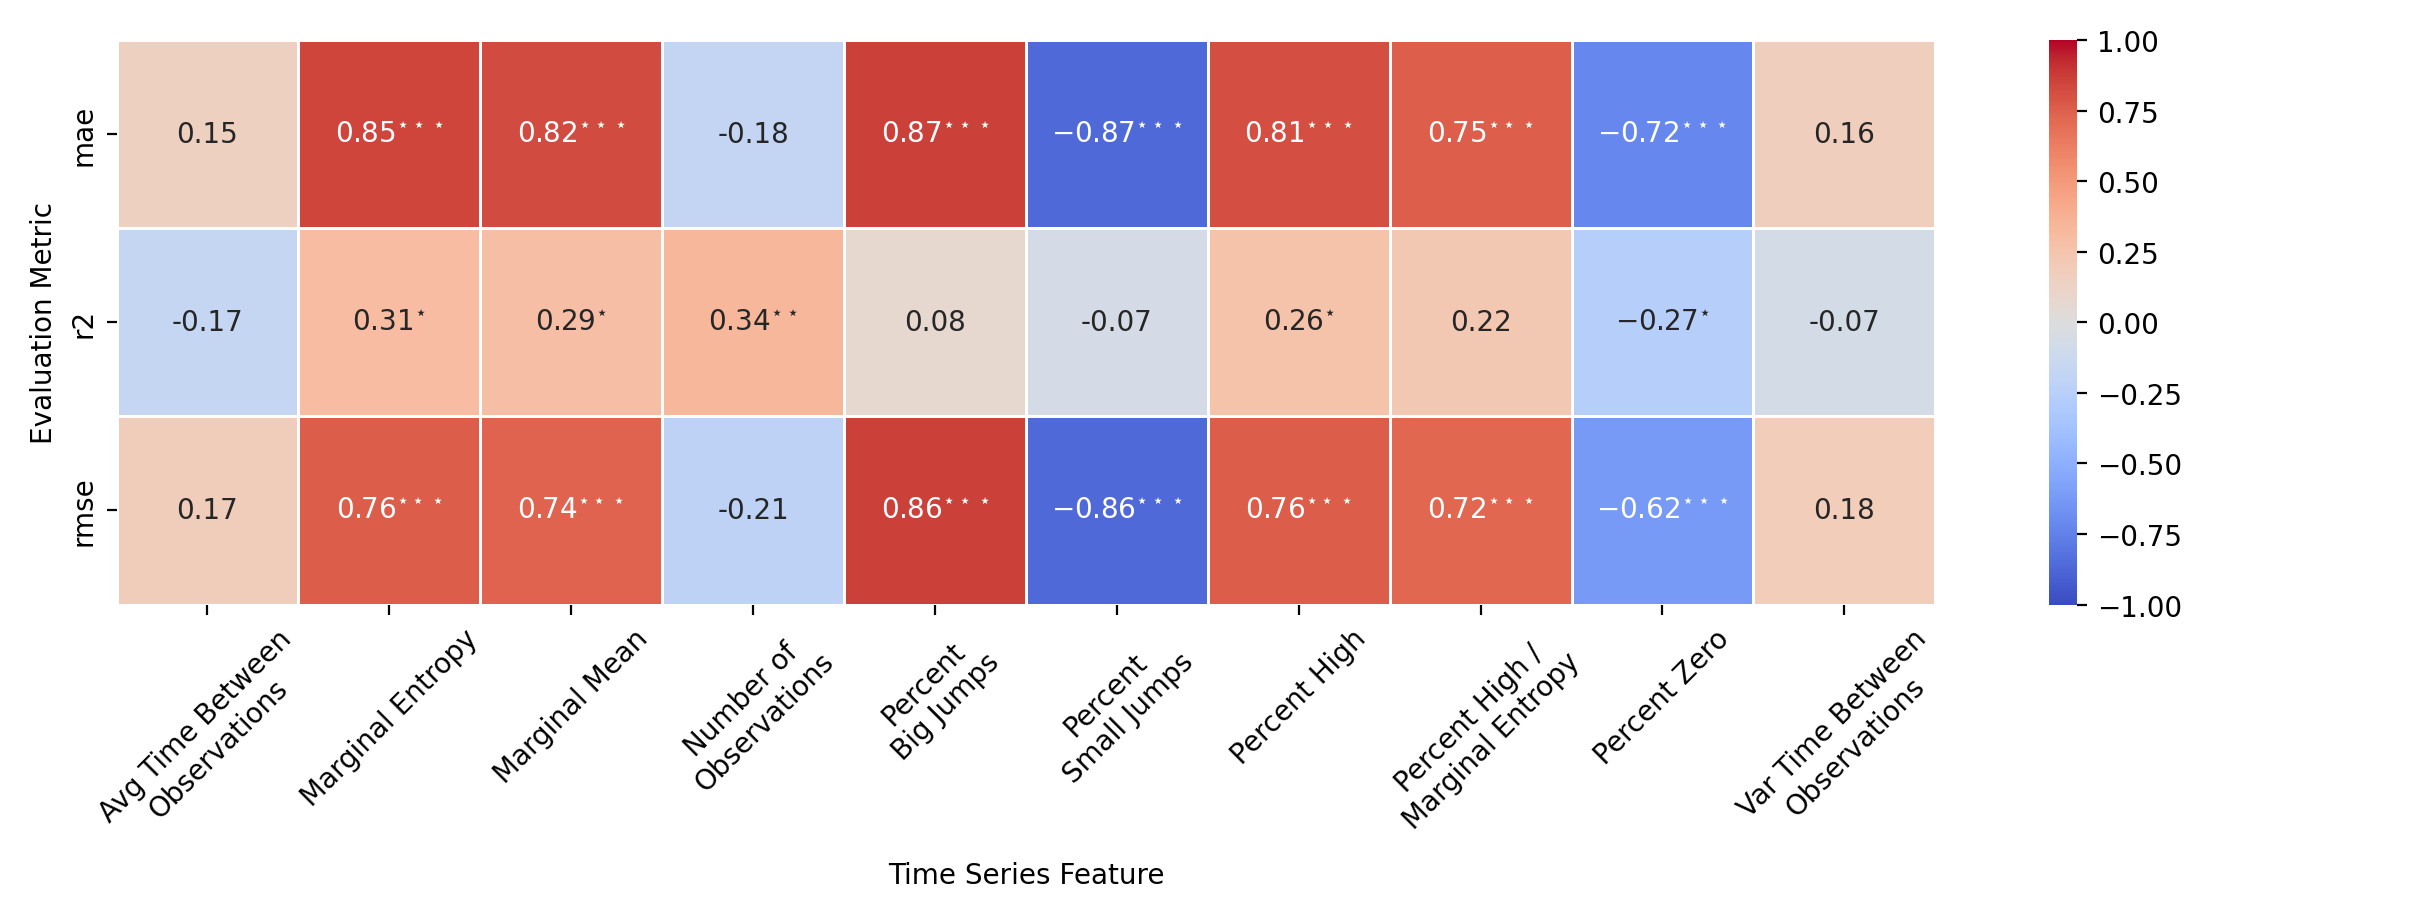 Evaluation Metric
mae
0.15
0.85⋆⋆⋆
0.82⋆⋆⋆
-0.18
0.87⋆⋆⋆
−0.87⋆⋆⋆
0.81⋆⋆⋆
0.75⋆⋆⋆
−0.72⋆⋆⋆
0.16
r2
-0.17
0.31⋆
0.29⋆
0.34⋆⋆
0.08
-0.07
0.26⋆
0.22
−0.27⋆
-0.07
rmse
0.17
0.76⋆⋆⋆
0.74⋆⋆⋆
-0.21
0.86⋆⋆⋆
−0.86⋆⋆⋆
0.76⋆⋆⋆
0.72⋆⋆⋆
−0.62⋆⋆⋆
0.18
Avg Time Between
Observations
Marginal Entropy
Marginal Mean
Number of
Observations
Percent
Big Jumps
Percent
Small Jumps
Percent High
Percent High /
Marginal Entropy
Percent Zero
Var Time Between
Observations
Time Series Feature
1.00
0.75
0.50
0.25
0.00
−0.25
−0.50
−0.75
−1.00